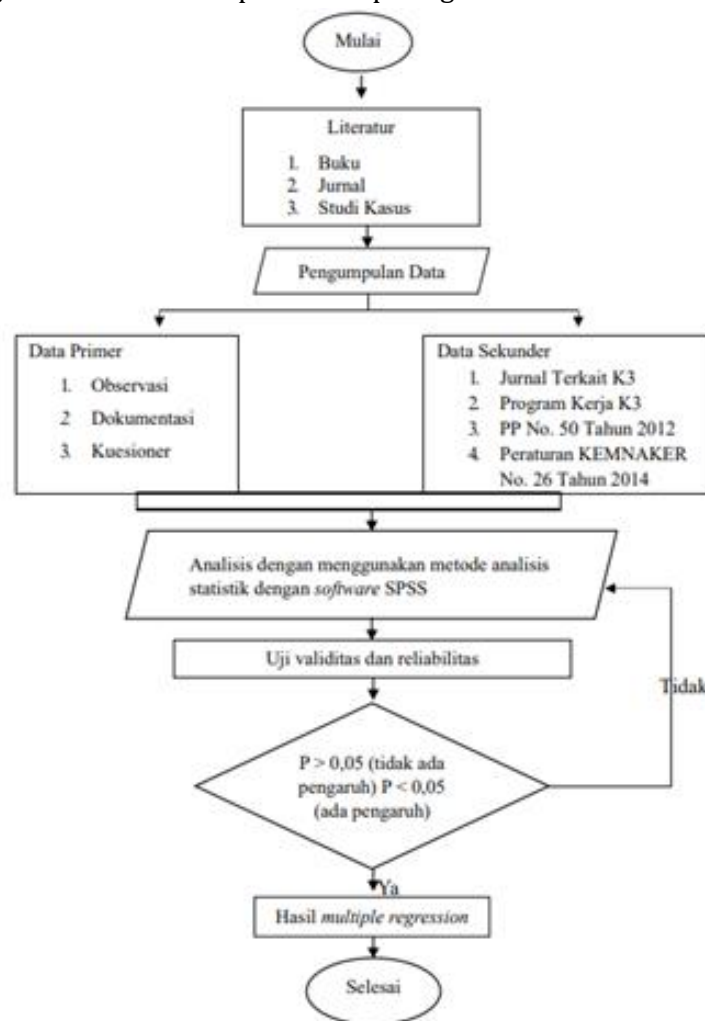 Mulai
Literatur
1. Buku
2. Jurnal
3. Studi Kasus
Pengumpulan Data
Data Primer
1. Observasi
2. Dokumentasi
3. Kuesioner
Data Sekunder
1. Jurnal Terkait K3
2. Program Kerja K3
3. PP No. 50 Tahun 2012
4. Peraturan KEMNAKER
No. 26 Tahun 2014
Analisis dengan menggunakan metode analisis
statistik dengan software SPSS
Uji validitas dan reliabilitas
Tidak
P > 0,05 (tidak ada
pengaruh) P < 0,05
(ada pengaruh)
Ya
Hasil multiple regression
Selesai